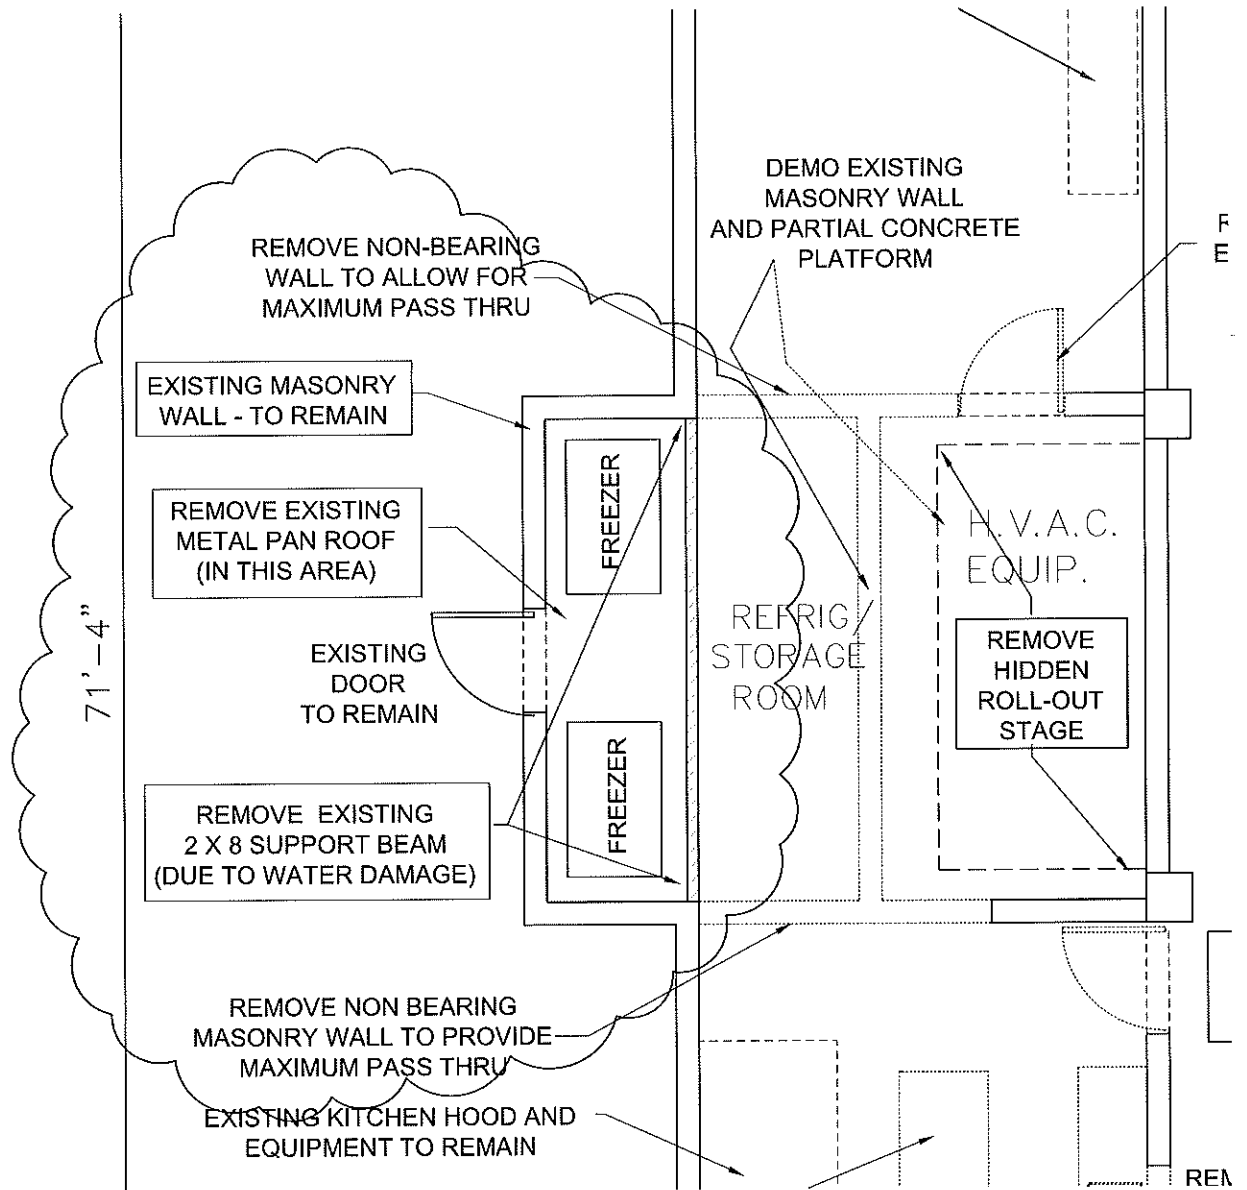 DEMO EXISTING
MASONRY WALL
AND PARTIAL CONCRETE
PLATFORM
REMOVE NON-BEARING
WALL TO ALLOW FOR
MAXIMUM PASS THRU
EXISTING MASONRY
WALL - TO REMAIN
REMOVE EXISTING
METAL PAN ROOF
(IN THIS AREA)
FREEZER
H.V.A.C.
EQUIP.
REFRIG/
STORAGE
ROOM
REMOVE
HIDDEN
ROLL-OUT
STAGE
71'-4"
EXISTING
DOOR
TO REMAIN
FREEZER
REMOVE EXISTING
2 X 8 SUPPORT BEAM
(DUE TO WATER DAMAGE)
REMOVE NON BEARING
MASONRY WALL TO PROVIDE
MAXIMUM PASS THRU
EXISTING KITCHEN HOOD AND
EQUIPMENT TO REMAIN